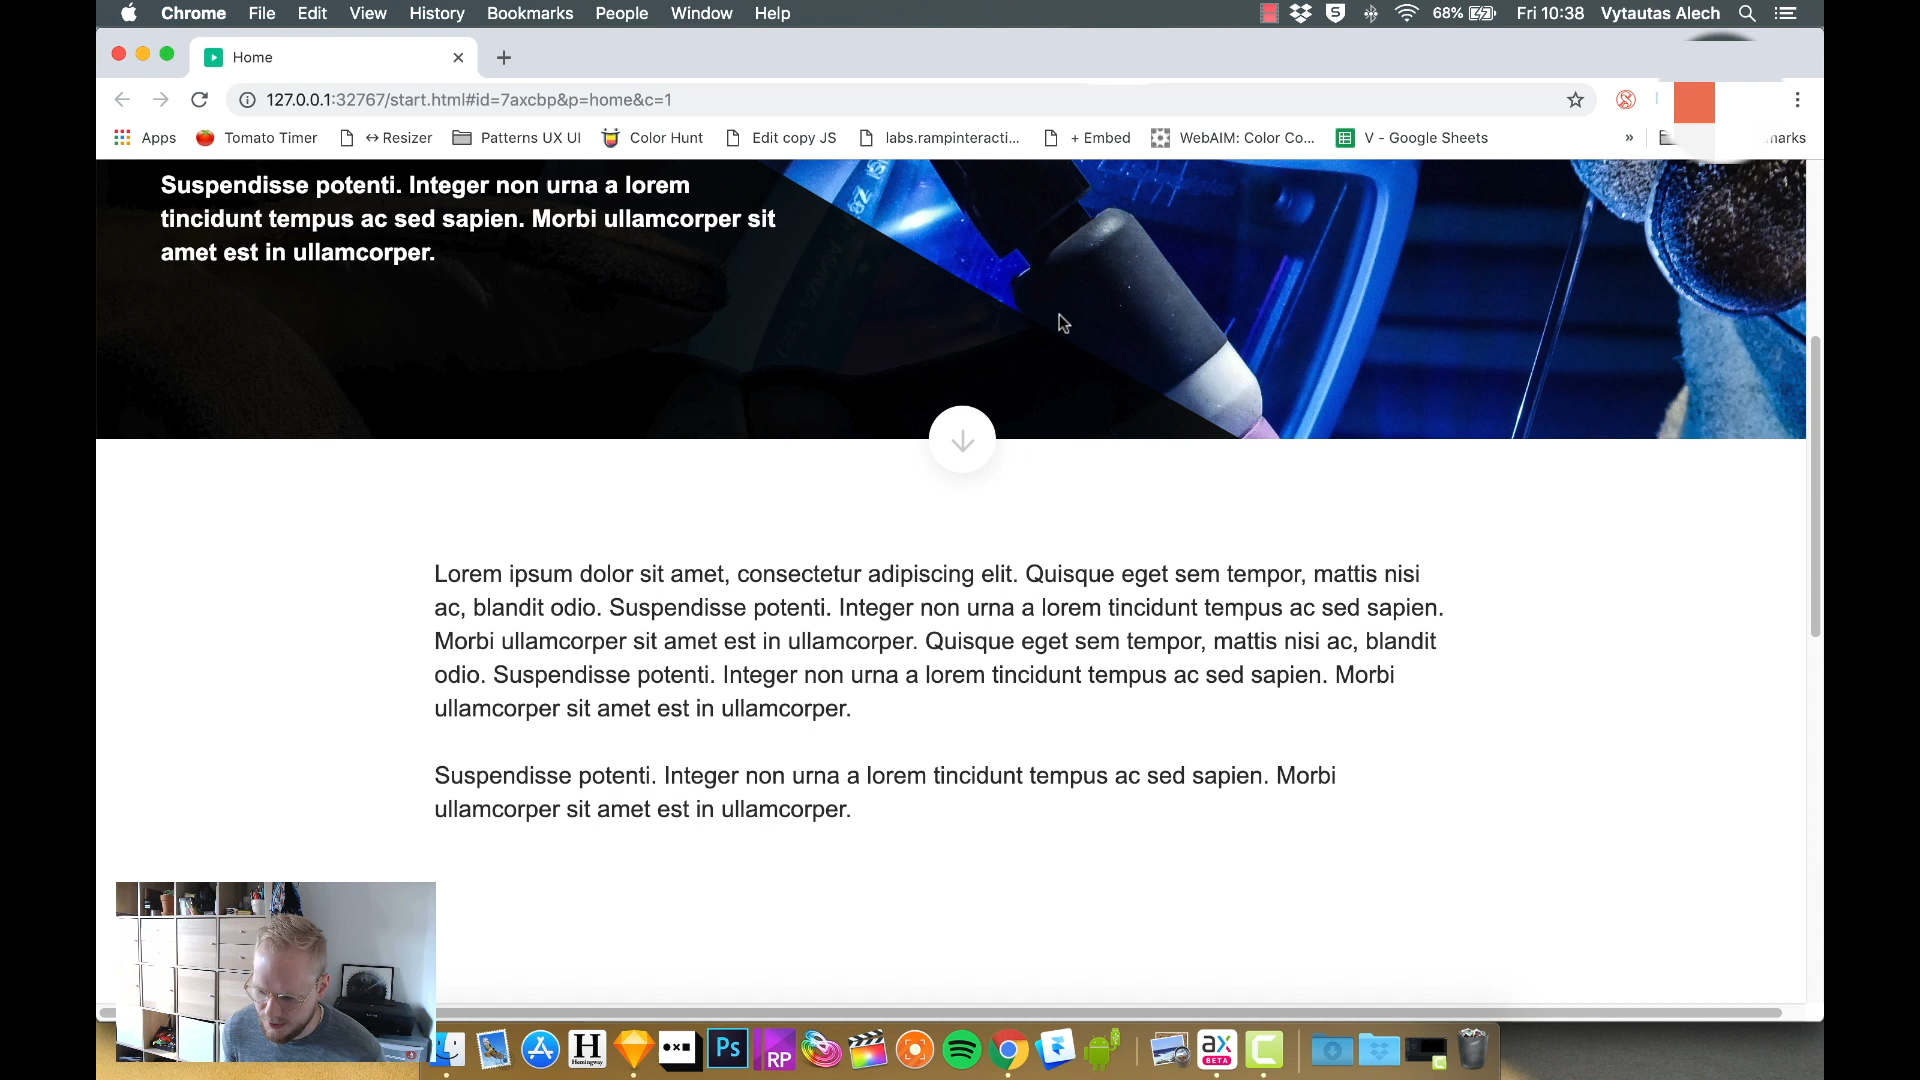 Chrome File Edit View History Bookmarks People Window Help 68% Fri 10:38 Vytautas Alech
Home
127.0.0.1:32767/start.html#id=7axcbp&p=home&c=1
Apps Tomato Timer ↔Resizer Patterns UX UI Color Hunt Edit copy JS labs.rampinteracti... + Embed WebAIM: Color Co... V - Google Sheets » marks
Suspendisse potenti. Integer non urna a lorem
tincidunt tempus ac sed sapien. Morbi ullamcorper sit
amet est in ullamcorper.
Lorem ipsum dolor sit amet, consectetur adipiscing elit. Quisque eget sem tempor, mattis nisi
ac, blandit odio. Suspendisse potenti. Integer non urna a lorem tincidunt tempus ac sed sapien.
Morbi ullamcorper sit amet est in ullamcorper. Quisque eget sem tempor, mattis nisi ac, blandit
odio. Suspendisse potenti. Integer non urna a lorem tincidunt tempus ac sed sapien. Morbi
ullamcorper sit amet est in ullamcorper.
Suspendisse potenti. Integer non urna a lorem tincidunt tempus ac sed sapien. Morbi
ullamcorper sit amet est in ullamcorper.
H Hemingway Ps RP ax BETA C